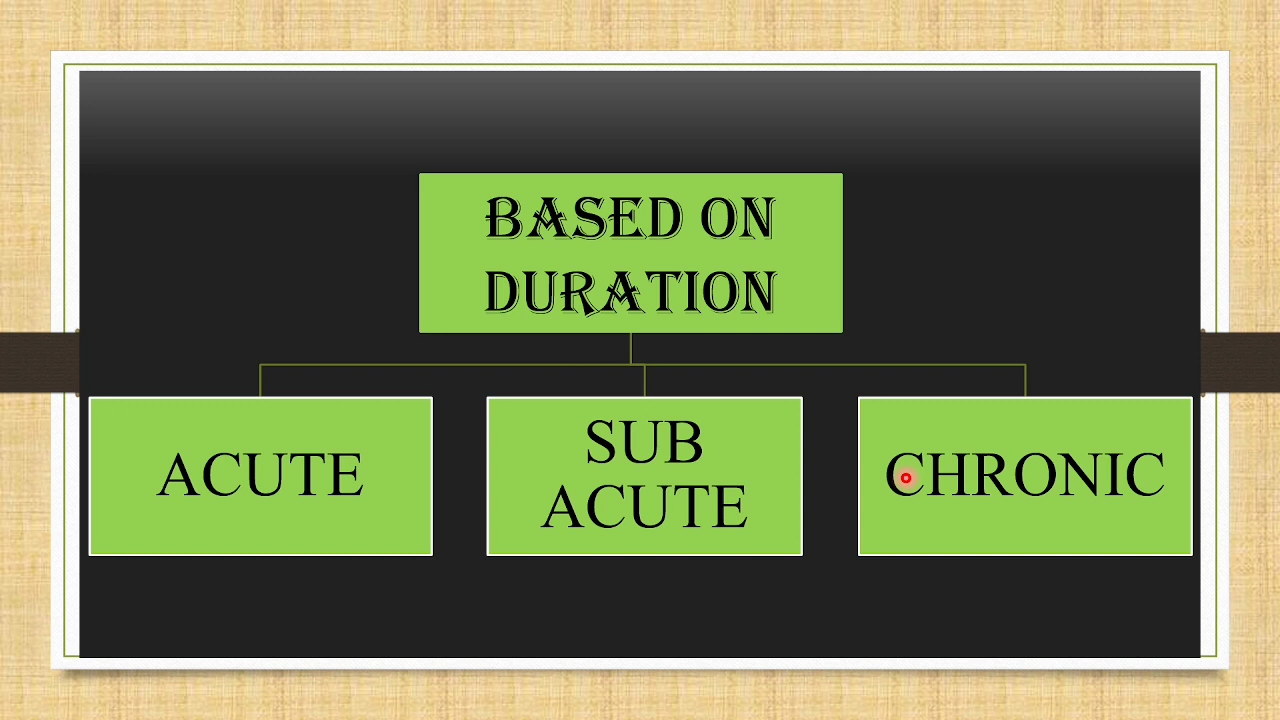 BASED ON
DURATION
ACUTE
SUB
ACUTE
CHRONIC